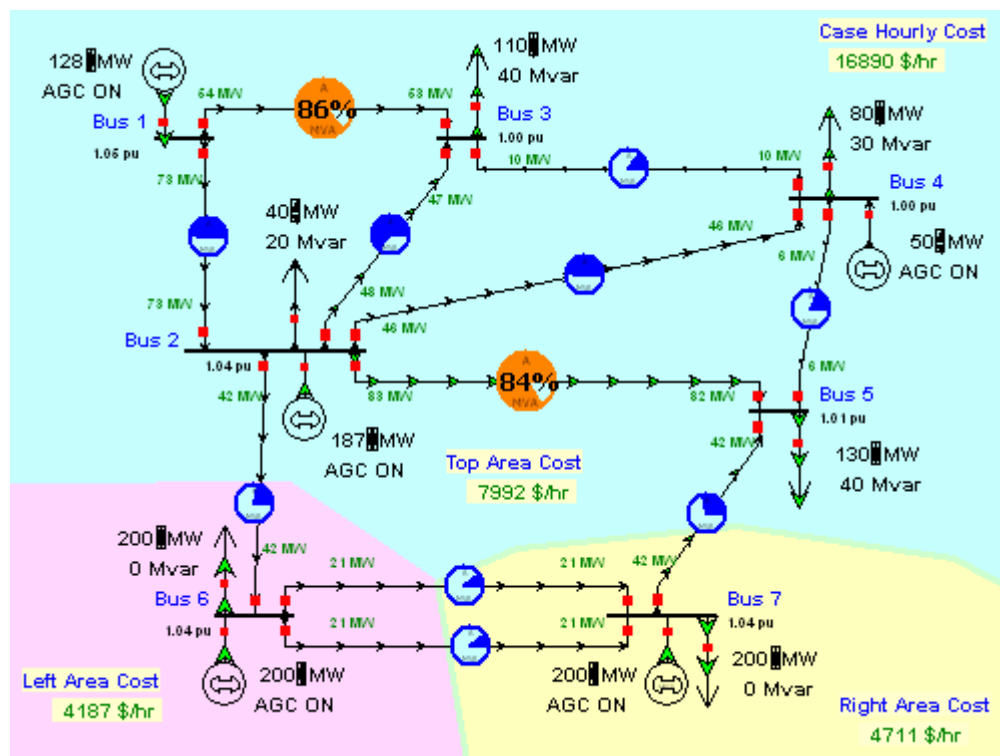 Case Hourly Cost
16890 $/hr
128 MW
AGC ON
Bus 1
1.05 pu
54 MW
A
86%
MVA
53 MW
110 MW
40 Mvar
Bus 3
1.00 pu
10 MW
10 MW
80 MW
30 Mvar
Bus 4
1.00 pu
50 MW
AGC ON
73 MW
73 MW
40 MW
20 Mvar
47 MW
48 MW
46 MW
46 MW
6 MW
6 MW
Bus 2
1.04 pu
42 MW
187 MW
AGC ON
83 MW
A
84%
MVA
82 MW
Bus 5
1.01 pu
130 MW
40 Mvar
Top Area Cost
7992 $/hr
42 MW
42 MW
200 MW
0 Mvar
42 MW
Bus 6
1.04 pu
21 MW
21 MW
21 MW
21 MW
Bus 7
1.04 pu
200 MW
AGC ON
200 MW
AGC ON
200 MW
0 Mvar
Left Area Cost
4187 $/hr
Right Area Cost
4711 $/hr